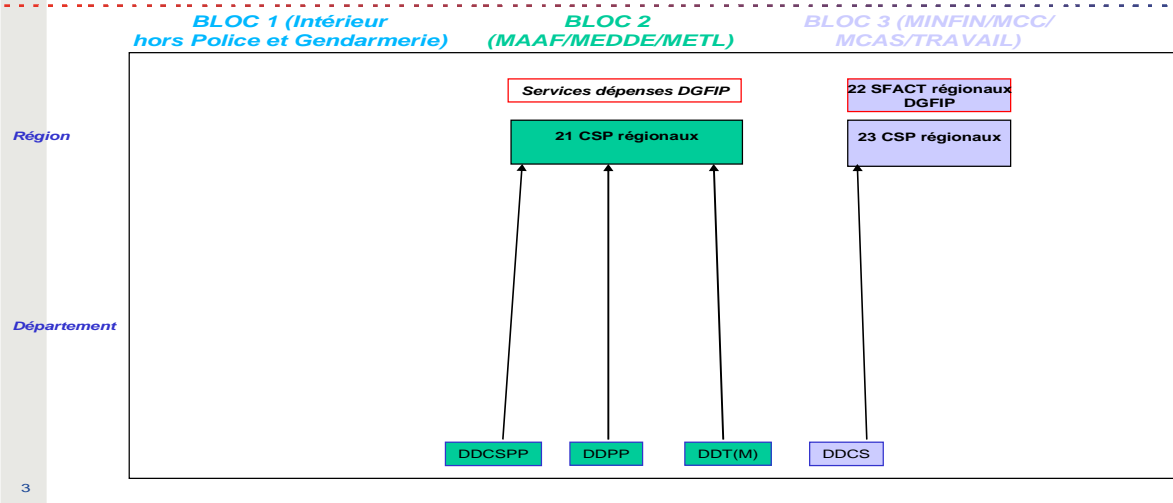 BLOC 1 (Intérieur
hors Police et Gendarmerie)
BLOC 2
(MAAF/MEDDE/METL)
BLOC 3 (MINFIN/MCC/
MCAS/TRAVAIL)
Services dépenses DGFIP
22 SFACT régionaux
DGFIP
Région
21 CSP régionaux
23 CSP régionaux
Département
DDCSPP
DDPP
DDT(M)
DDCS
3